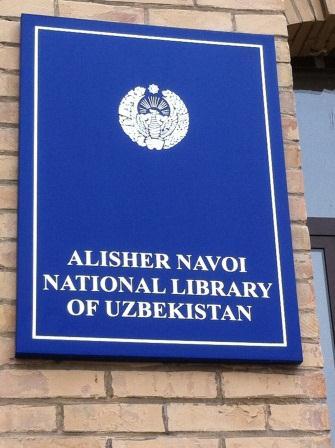 ALISHER NAVOI
NATIONAL LIBRARY
OF UZBEKISTAN